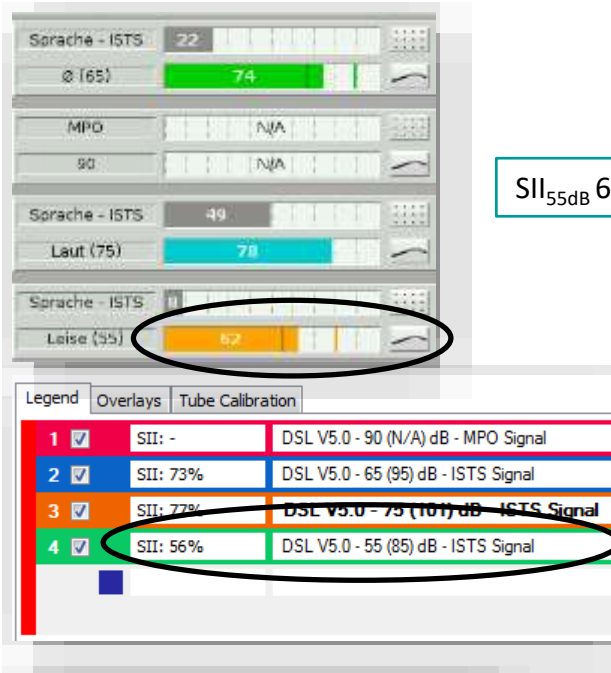 Sprache - ISTS 22
Ø (65) 74
MPO N/A
90 N/A
SII55dB 6
Sprache - ISTS 49
Laut (75) 78
Sprache - ISTS
Leise (55) 62
Legend Overlays Tube Calibration
1 SII: - DSL V5.0 - 90 (N/A) dB - MPO Signal
2 SII: 73% DSL V5.0 - 65 (95) dB - ISTS Signal
3 SII: 77% DSL V5.0 - 75 (101) dB - ISTS Signal
4 SII: 56% DSL V5.0 - 55 (85) dB - ISTS Signal